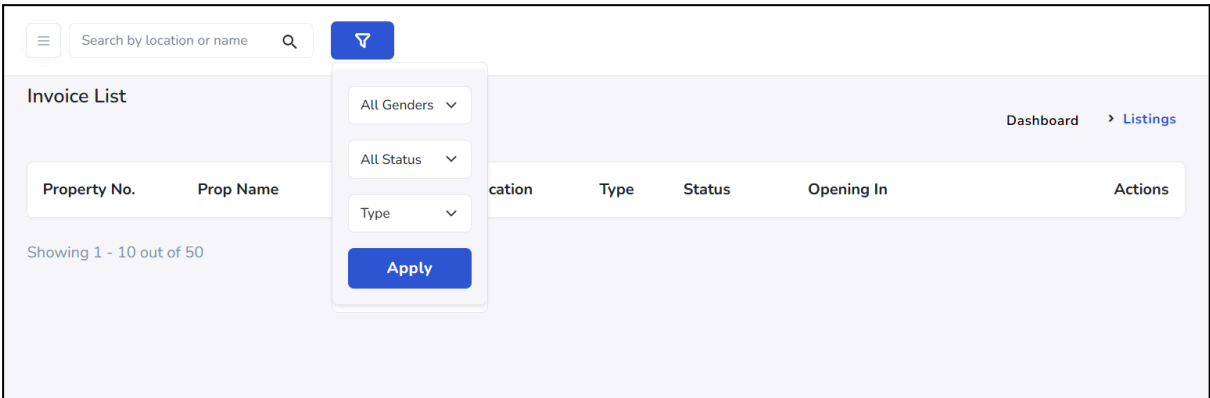 Search by location or name
Invoice List
All Genders
Dashboard > Listings
All Status
Property No. Prop Name cation Type Status Opening In Actions
Type
Showing 1 - 10 out of 50
Apply